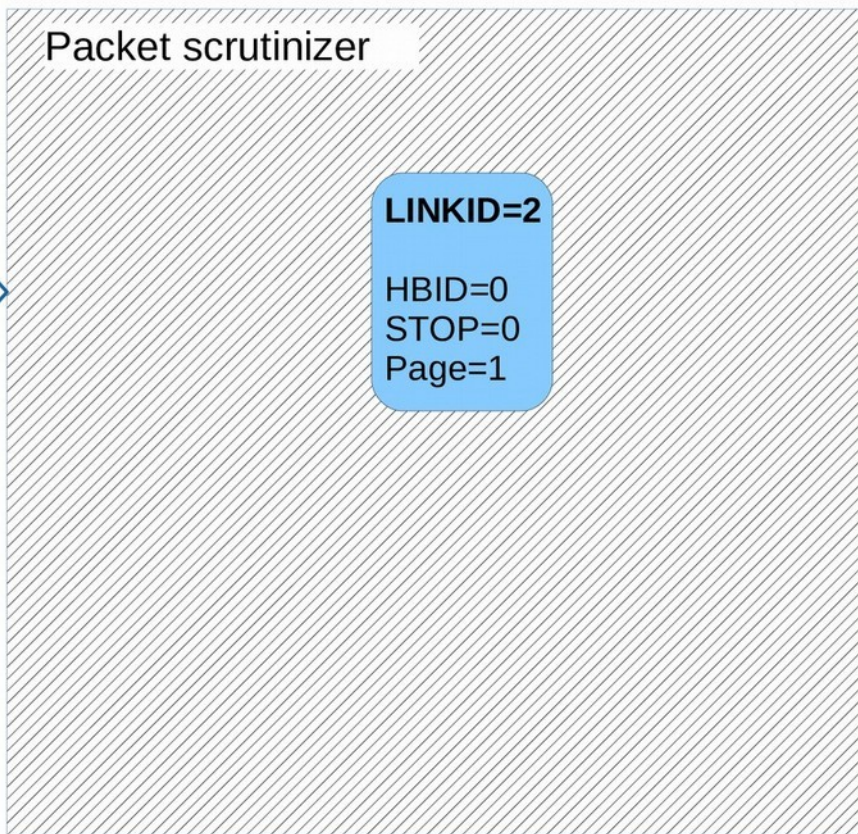 Packet scrutinizer
LINKID=2
HBID=0
STOP=0
Page=1